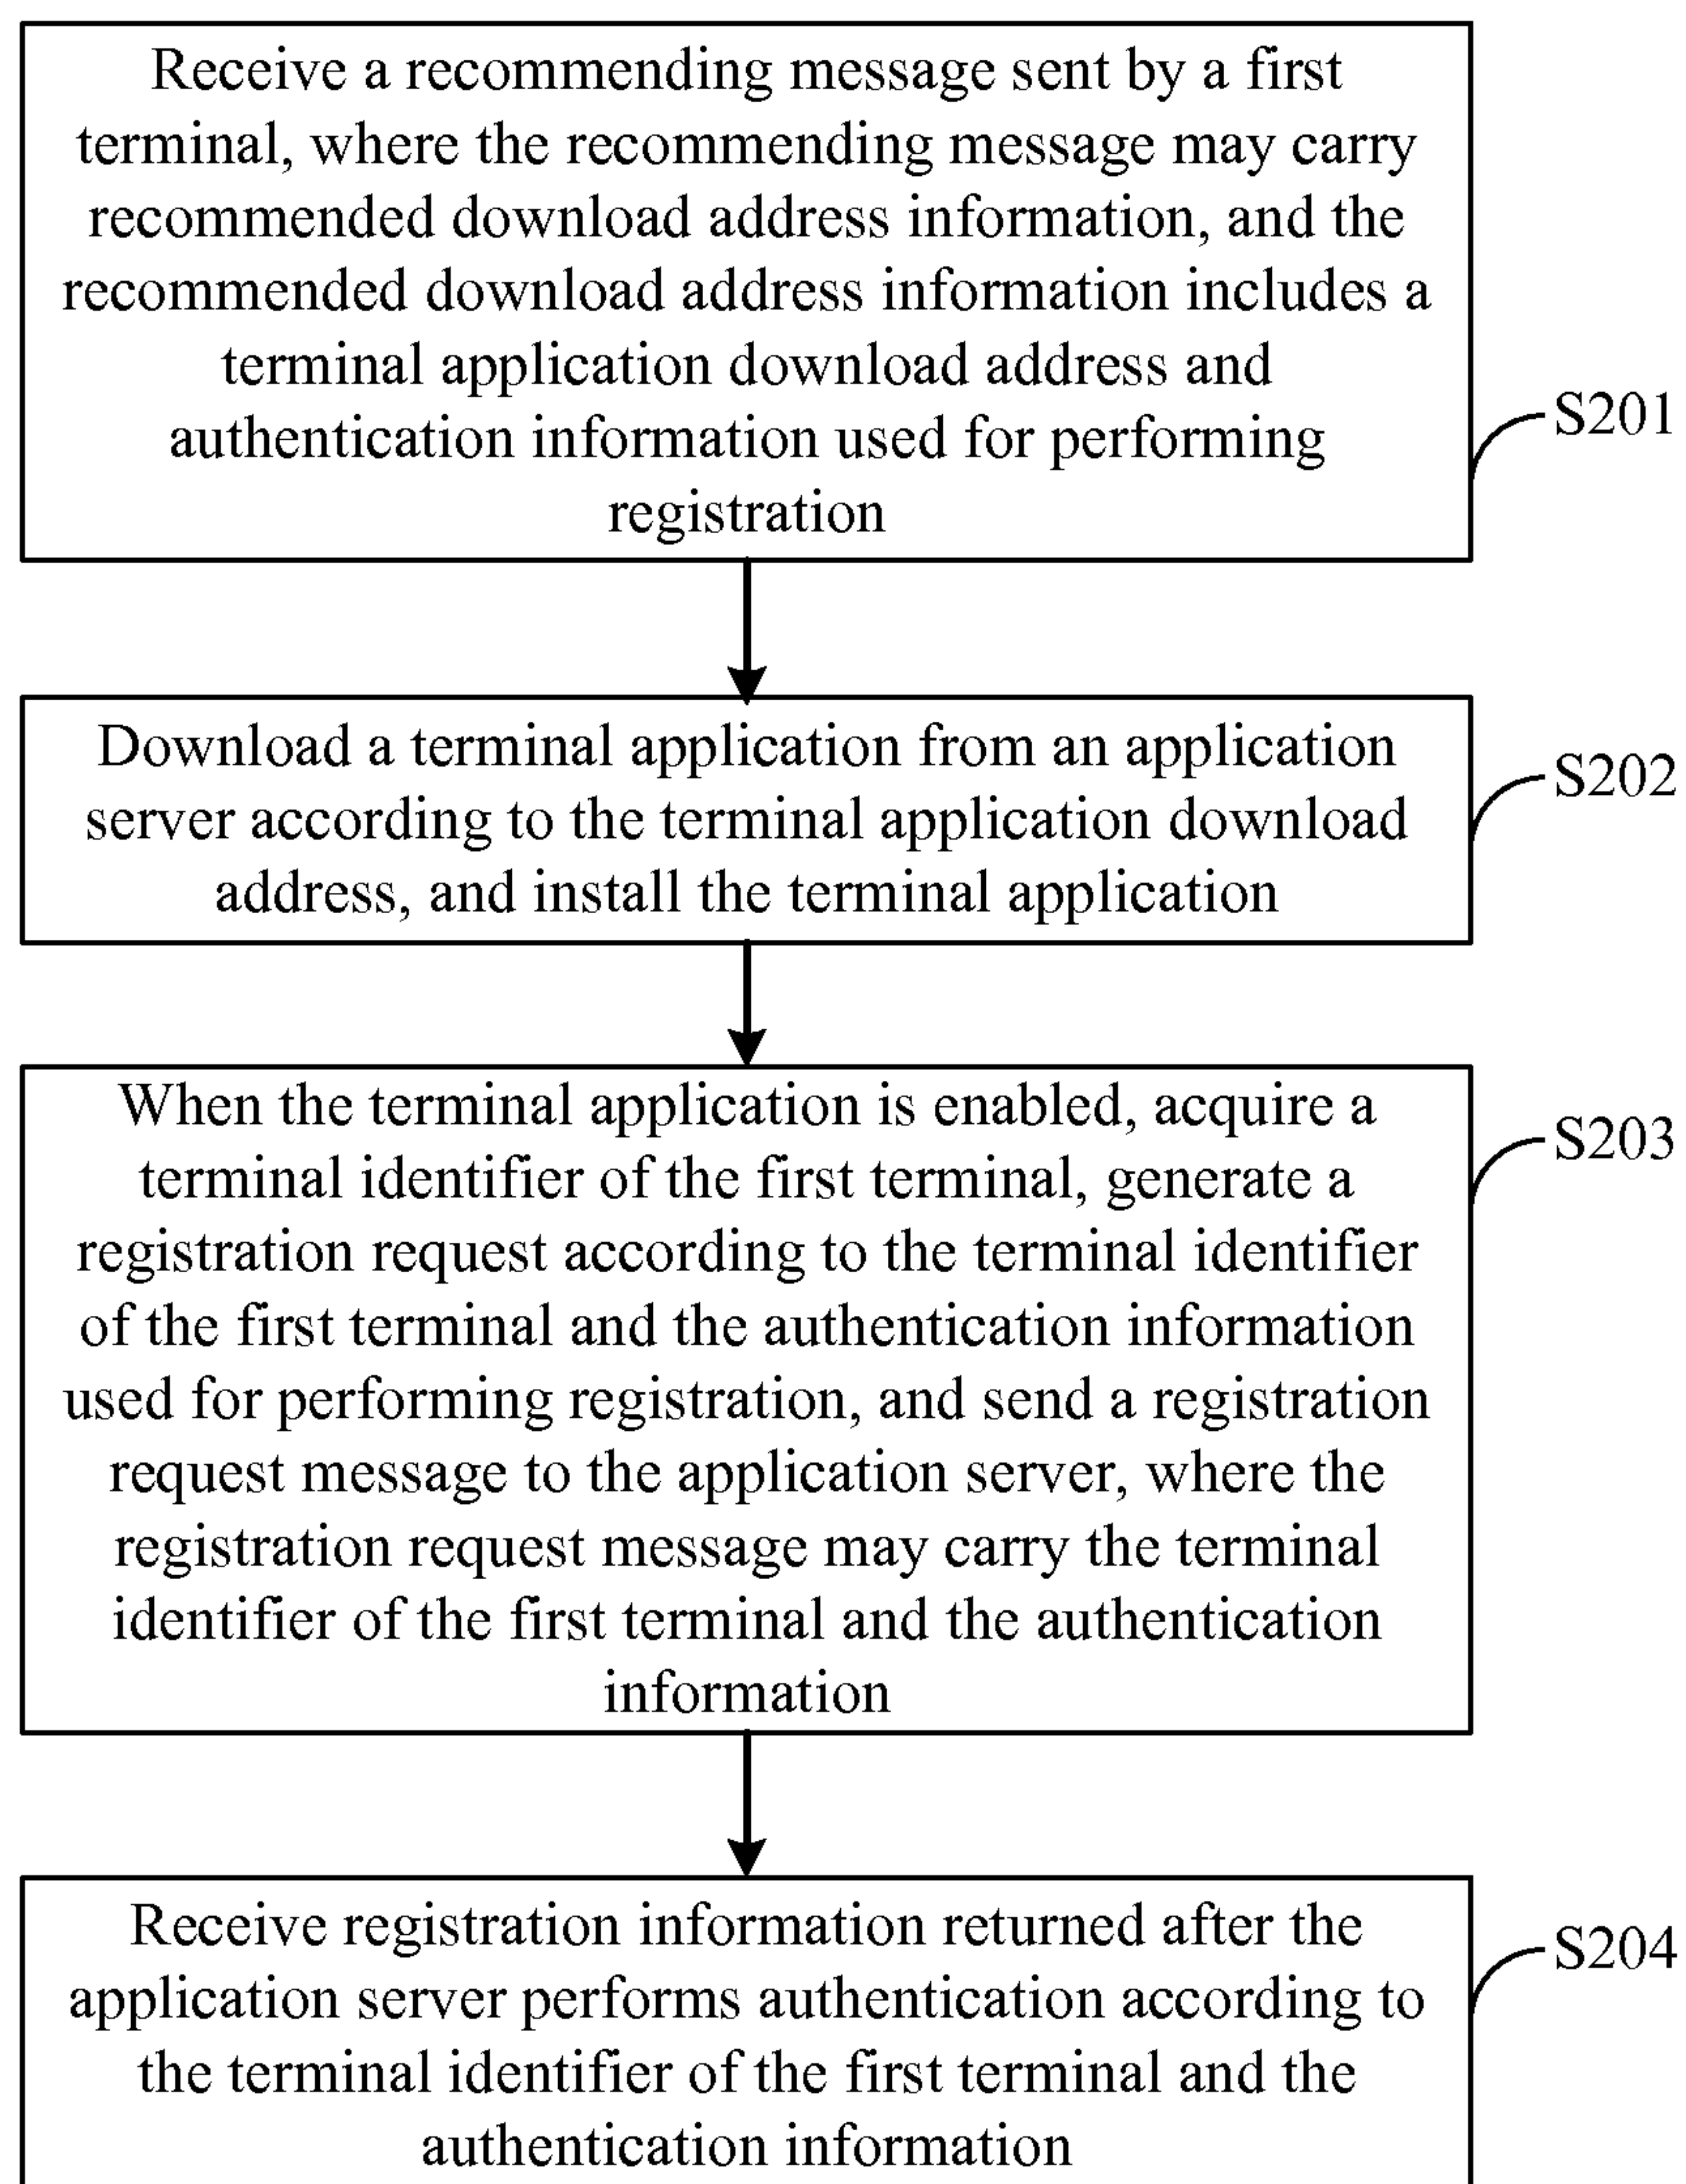 Receive a recommending message sent by a first
terminal, where the recommending message may carry
recommended download address information, and the
recommended download address information includes a
terminal application download address and
authentication information used for performing
registration
S201
Download a terminal application from an application
server according to the terminal application download
address, and install the terminal application
S202
When the terminal application is enabled, acquire a
terminal identifier of the first terminal, generate a
registration request according to the terminal identifier
of the first terminal and the authentication information
used for performing registration, and send a registration
request message to the application server, where the
registration request message may carry the terminal
identifier of the first terminal and the authentication
information
S203
Receive registration information returned after the
application server performs authentication according to
the terminal identifier of the first terminal and the
authentication information
S204